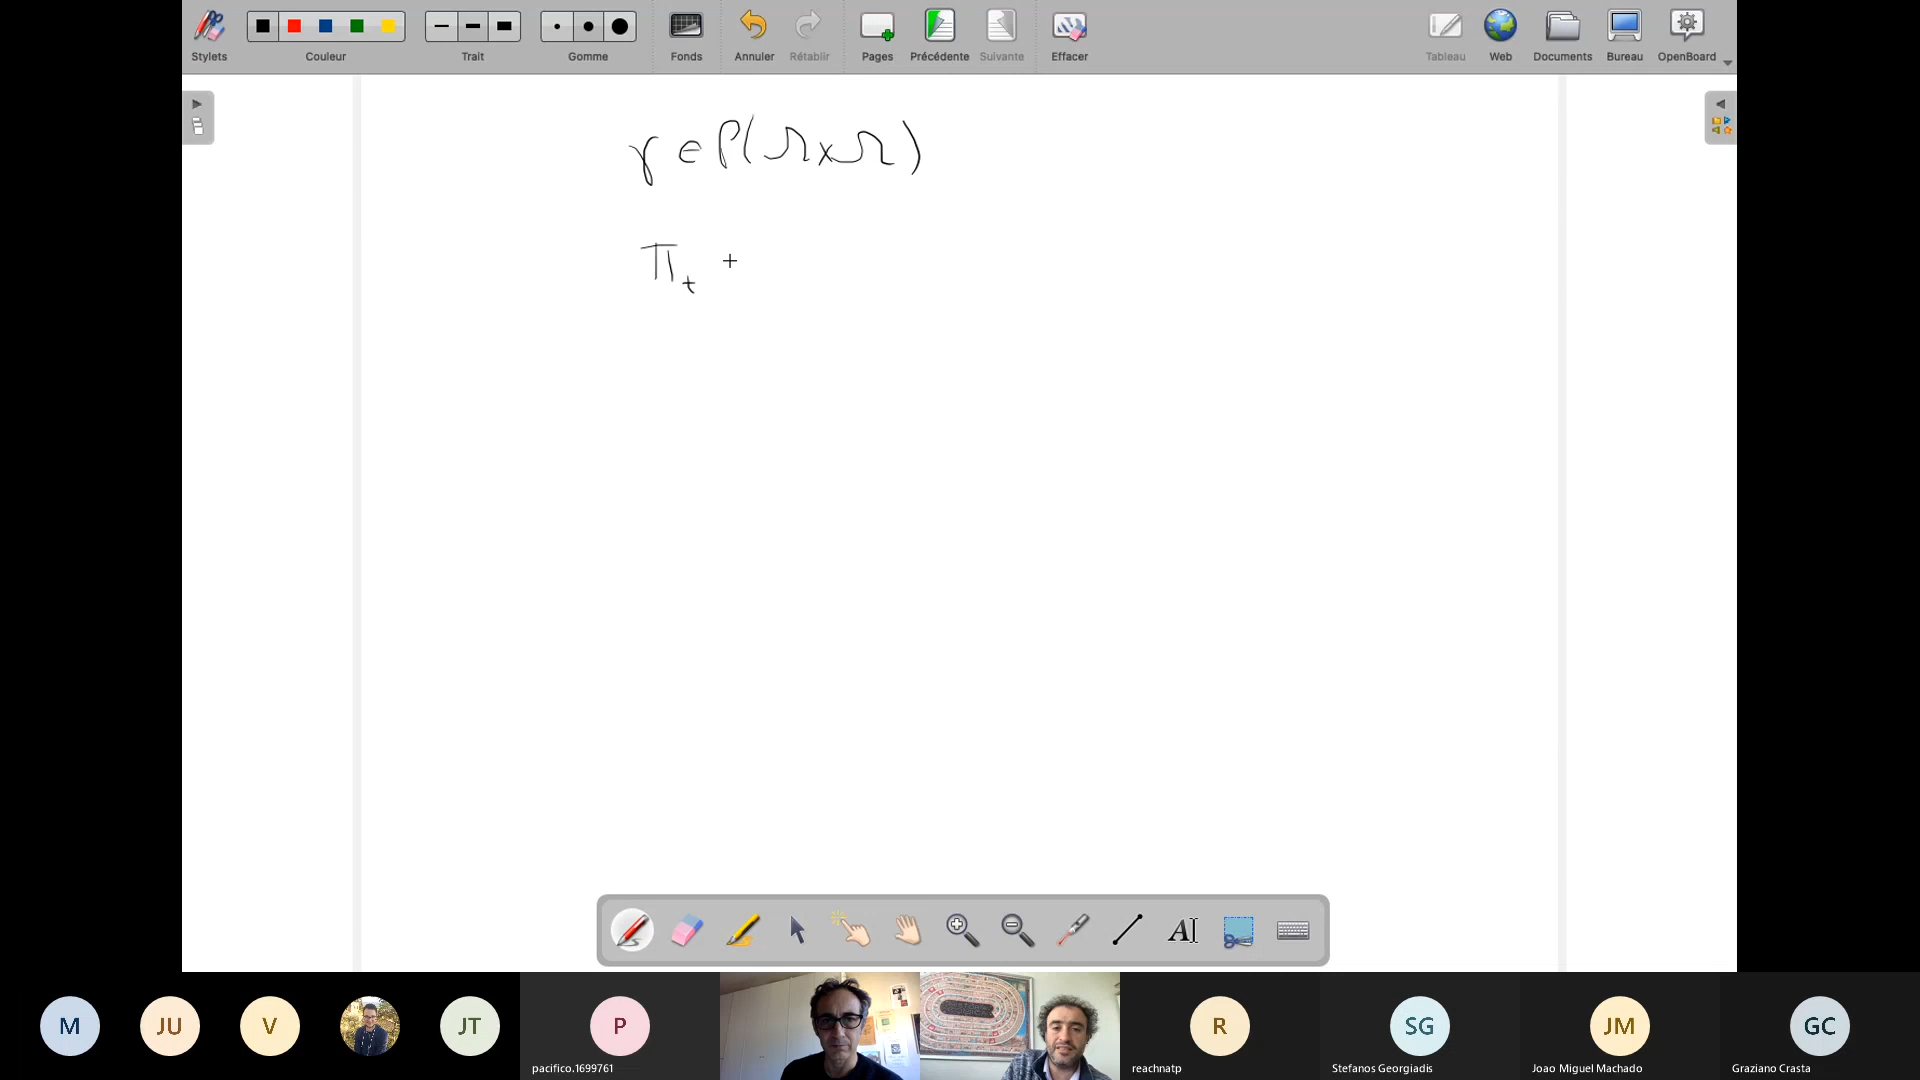 Stylets Couleur Trait Gomme Fonds Annuler Rétablir Pages Précédente Suivante Effacer Tableau Web Documents Bureau OpenBoard
γ ∈ P(Ω×Ω)
π_t
AI
M JU V JT P R SG JM GC
pacifico.1699761 reachnatp Stefanos Georgiadis Joao Miguel Machado Graziano Crasta